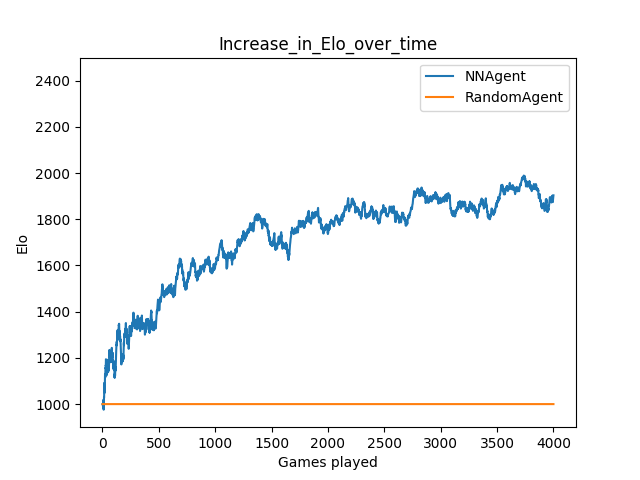 Increase_in_Elo_over_time
NNAgent
RandomAgent
2400
2200
2000
1800
1600
1400
1200
1000
Elo
0 500 1000 1500 2000 2500 3000 3500 4000
Games played